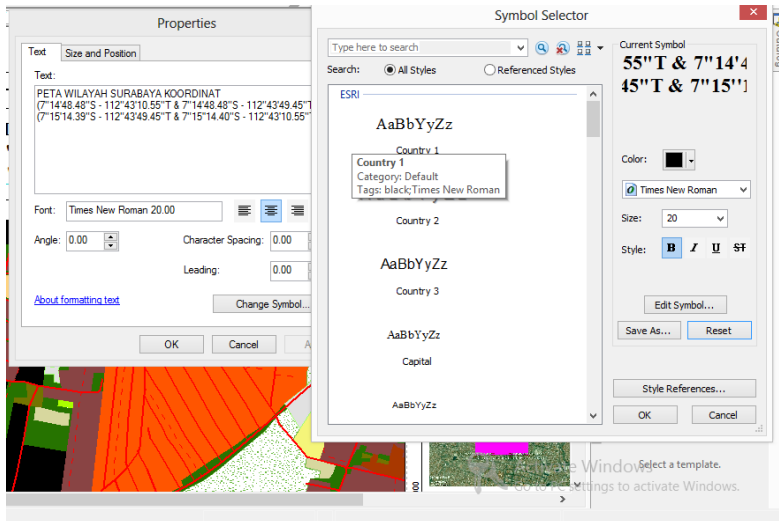 Properties
Text Size and Position
Text:
PETA WILAYAH SURABAYA KOORDINAT
(7"14'48.48"S - 112"43'10.55"T & 7"14'48.48"S - 112"43'49.45"T
(7"15'14.39"S - 112"43'49.45"T & 7"15'14.40"S - 112"43'10.55"T
Font: Times New Roman 20.00
Angle: 0.00 Character Spacing: 0.00
Leading: 0.00
About formatting text Change Symbol...
OK Cancel A
Symbol Selector
Type here to search
Search: All Styles Referenced Styles
ESRI
AaBbYyZz
Country 1
Country 1
Category: Default
Tags: black;Times New Roman
Country 2
AaBbYyZz
Country 3
AaBbYyZz
Capital
AaBbYyZz
Current Symbol
55"T & 7"14'4
45"T & 7"15'1
Color:
Times New Roman
Size: 20
Style: B I U ST
Edit Symbol...
Save As... Reset
Style References...
OK Cancel
Select a template.
Activate Windows
Go to PC settings to activate Windows.